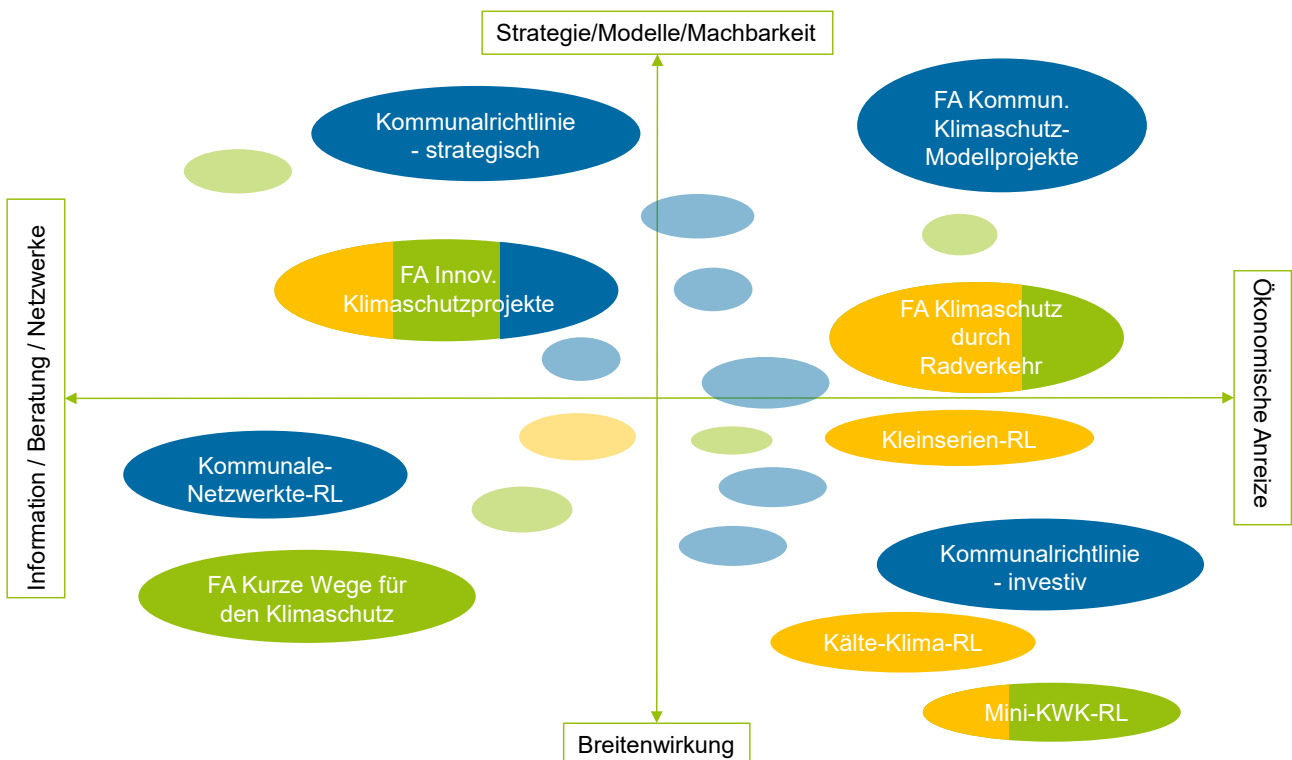 Strategie/Modelle/Machbarkeit
Kommunalrichtlinie
- strategisch
FA Kommun.
Klimaschutz-
Modellprojekte
Information / Beratung / Netzwerke
FA Innov.
Klimaschutzprojekte
FA Klimaschutz
durch
Radverkehr
Ökonomische Anreize
Kleinserien-RL
Kommunale-
Netzwerkte-RL
Kommunalrichtlinie
- investiv
FA Kurze Wege für
den Klimaschutz
Kälte-Klima-RL
Mini-KWK-RL
Breitenwirkung